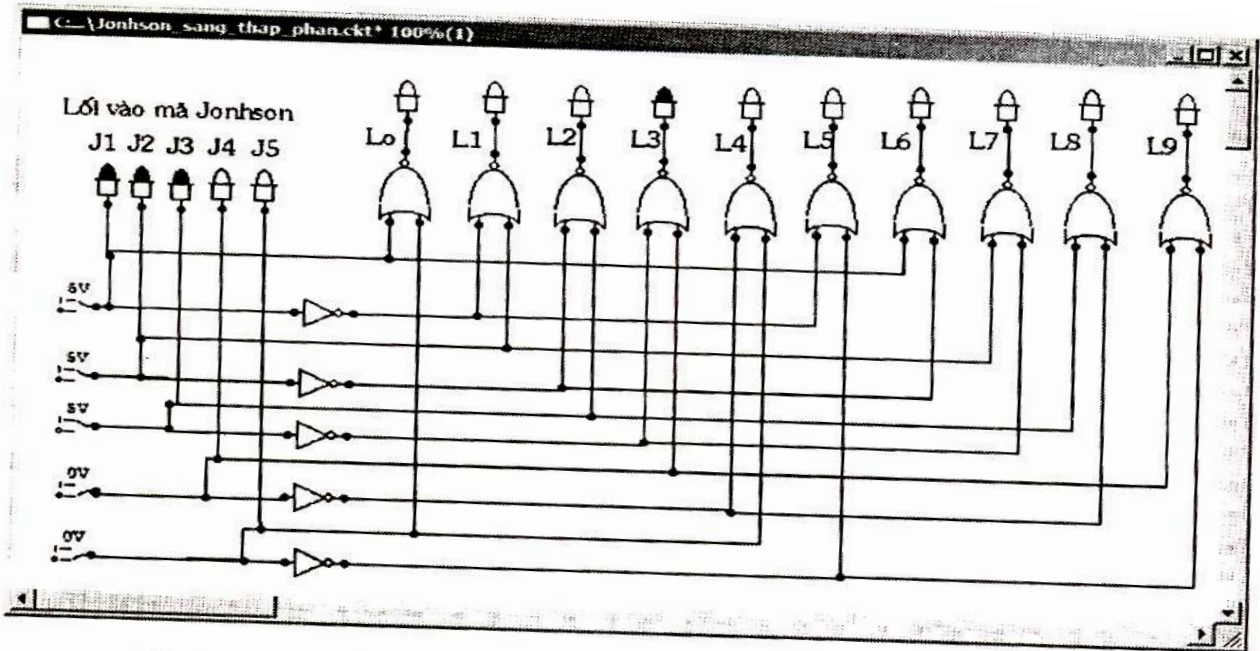 C:...\Jonhson_sang_thap_phan.ckt* 100%(1)
Lối vào mã Jonhson
J1 J2 J3 J4 J5
Lo L1 L2 L3 L4 L5 L6 L7 L8 L9
5V
5V
5V
0V
0V